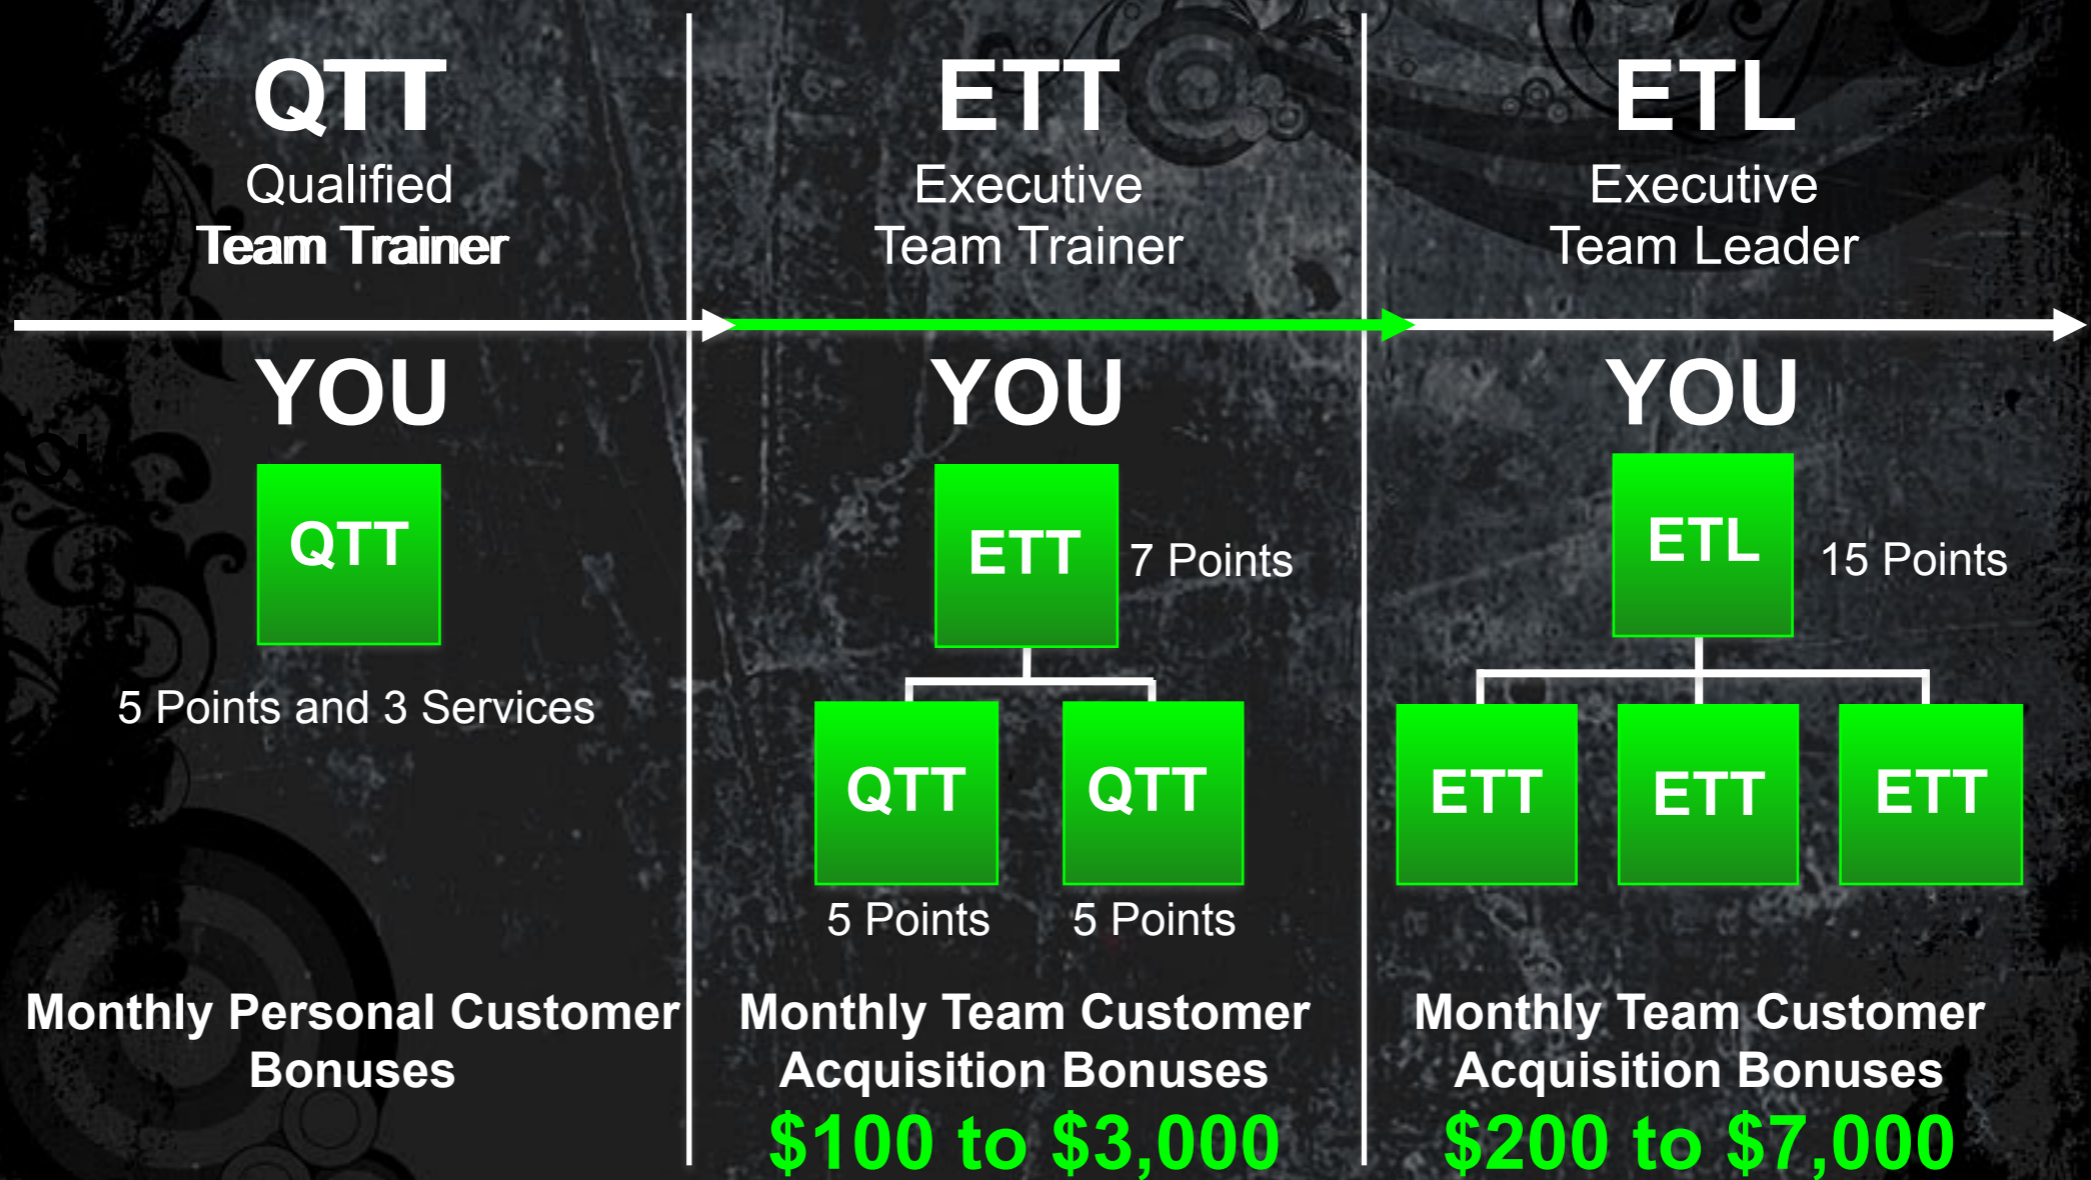 QTT
Qualified
Team Trainer
YOU
QTT
5 Points and 3 Services
Monthly Personal Customer
Bonuses
ETT
Executive
Team Trainer
YOU
ETT
7 Points
QTT
QTT
5 Points
5 Points
Monthly Team Customer
Acquisition Bonuses
$100 to $3,000
ETL
Executive
Team Leader
YOU
ETL
15 Points
ETT
ETT
ETT
Monthly Team Customer
Acquisition Bonuses
$200 to $7,000